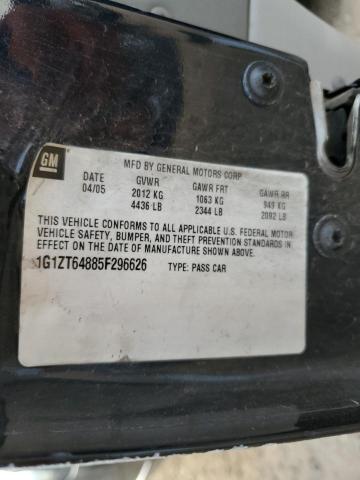 GM
MFD BY GENERAL MOTORS CORP
DATE GVWR GAWR FRT GAWR RR
04/05 2012 KG 1063 KG 949 KG
4436 LB 2344 LB 2092 LB
THIS VEHICLE CONFORMS TO ALL APPLICABLE U.S. FEDERAL MOTOR
VEHICLE SAFETY, BUMPER, AND THEFT PREVENTION STANDARDS IN
EFFECT ON THE DATE OF MANUFACTURE SHOWN ABOVE.
1G1ZT64885F296626 TYPE: PASS CAR